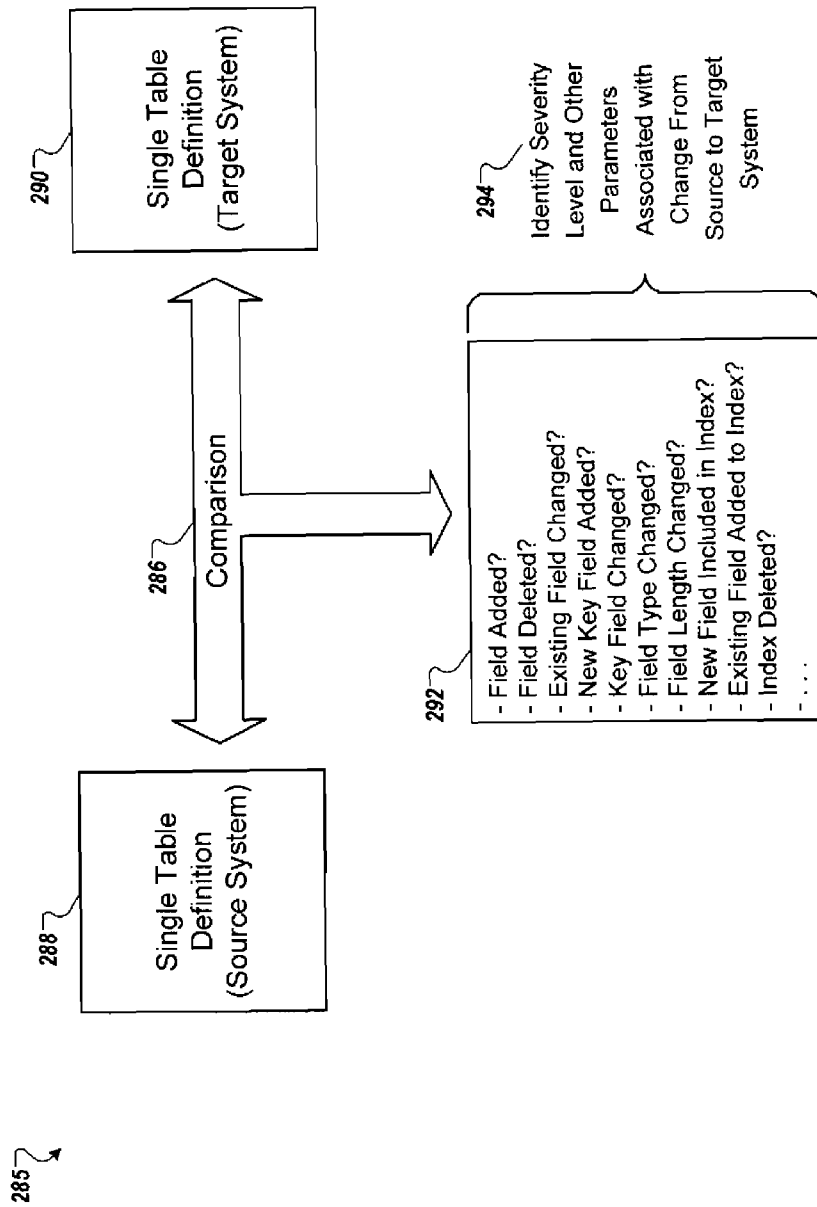 285
288
Single Table
Definition
(Source System)
286
Comparison
290
Single Table
Definition
(Target System)
292
- Field Added?
- Field Deleted?
- Existing Field Changed?
- New Key Field Added?
- Key Field Changed?
- Field Type Changed?
- Field Length Changed?
- New Field Included in Index?
- Existing Field Added to Index?
- Index Deleted?
- . . .
294
Identify Severity
Level and Other
Parameters
Associated with
Change From
Source to Target
System